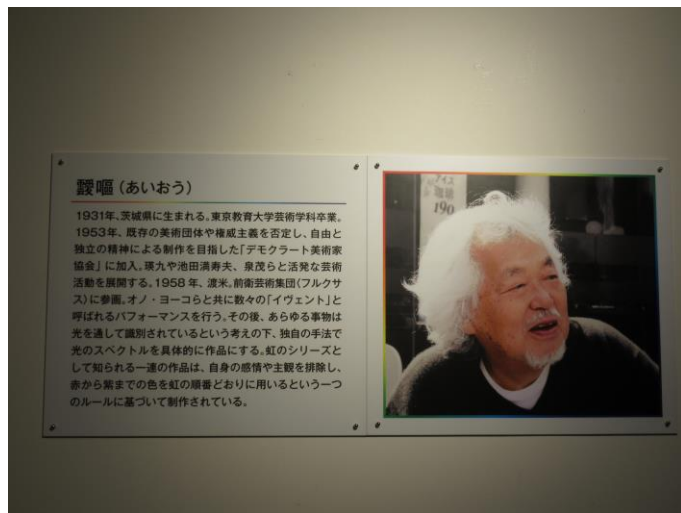 靉嘔(あいおう)
1931年、茨城県に生まれる。東京教育大学芸術学科卒業。
1953年、既存の美術団体や権威主義を否定し、自由と
独立の精神による制作を目指した「デモクラート美術家
協会」に加入。瑛九や池田満寿夫、泉茂らと活発な芸術
活動を展開する。1958年、渡米。前衛芸術集団(フルクサ
ス)に参画。オノ・ヨーコらと共に数々の「イヴェント」と
呼ばれるパフォーマンスを行う。その後、あらゆる事物は
光を通して識別されているという考えの下、独自の手法で
光のスペクトルを具体的に作品にする。虹のシリーズと
して知られる一連の作品は、自身の感情や主観を排除し、
赤から紫までの色を虹の順番どおりに用いるという一つ
のルールに基づいて制作されている。
190